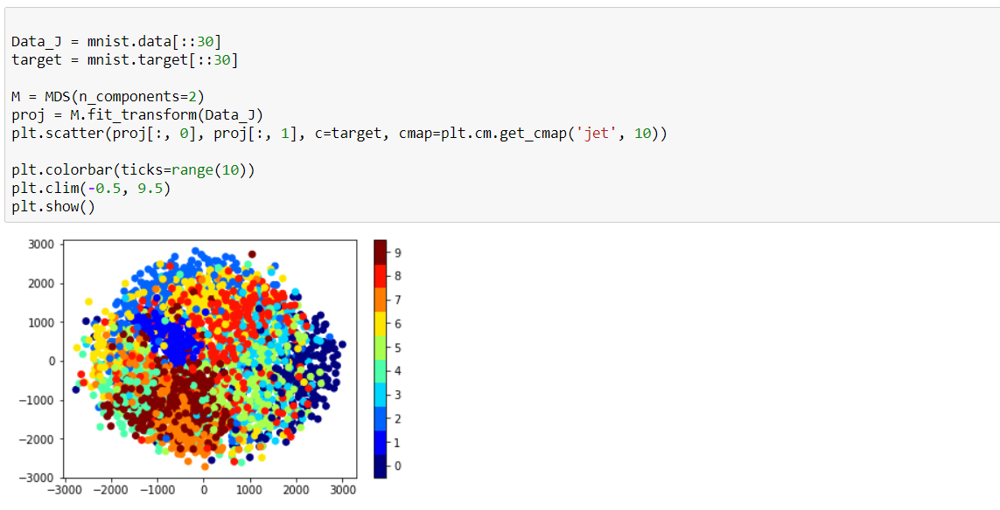 Data_J = mnist.data[::30]
target = mnist.target[::30]
M = MDS(n_components=2)
proj = M.fit_transform(Data_J)
plt.scatter(proj[:, 0], proj[:, 1], c=target, cmap=plt.cm.get_cmap('jet', 10))
plt.colorbar(ticks=range(10))
plt.clim(-0.5, 9.5)
plt.show()
3000
2000
1000
0
−1000
−2000
−3000
−3000 −2000 −1000 0 1000 2000 3000
9
8
7
6
5
4
3
2
1
0